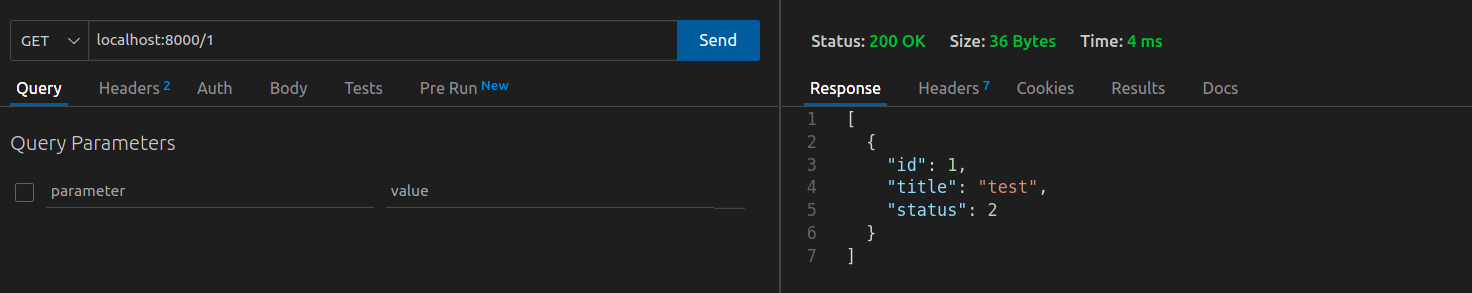 GET localhost:8000/1 Send
Query Headers 2 Auth Body Tests Pre Run New
Query Parameters
parameter value
Status: 200 OK Size: 36 Bytes Time: 4 ms
Response Headers 7 Cookies Results Docs
1 [
2 {
3 "id": 1,
4 "title": "test",
5 "status": 2
6 }
7 ]